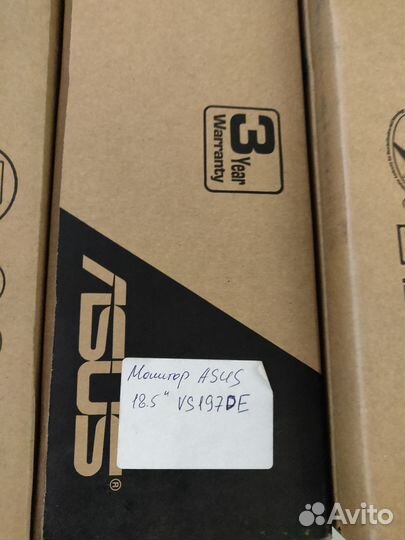 3 Year
Warranty
ASUS®
Монитор ASUS
18.5" VS197DE
Avito